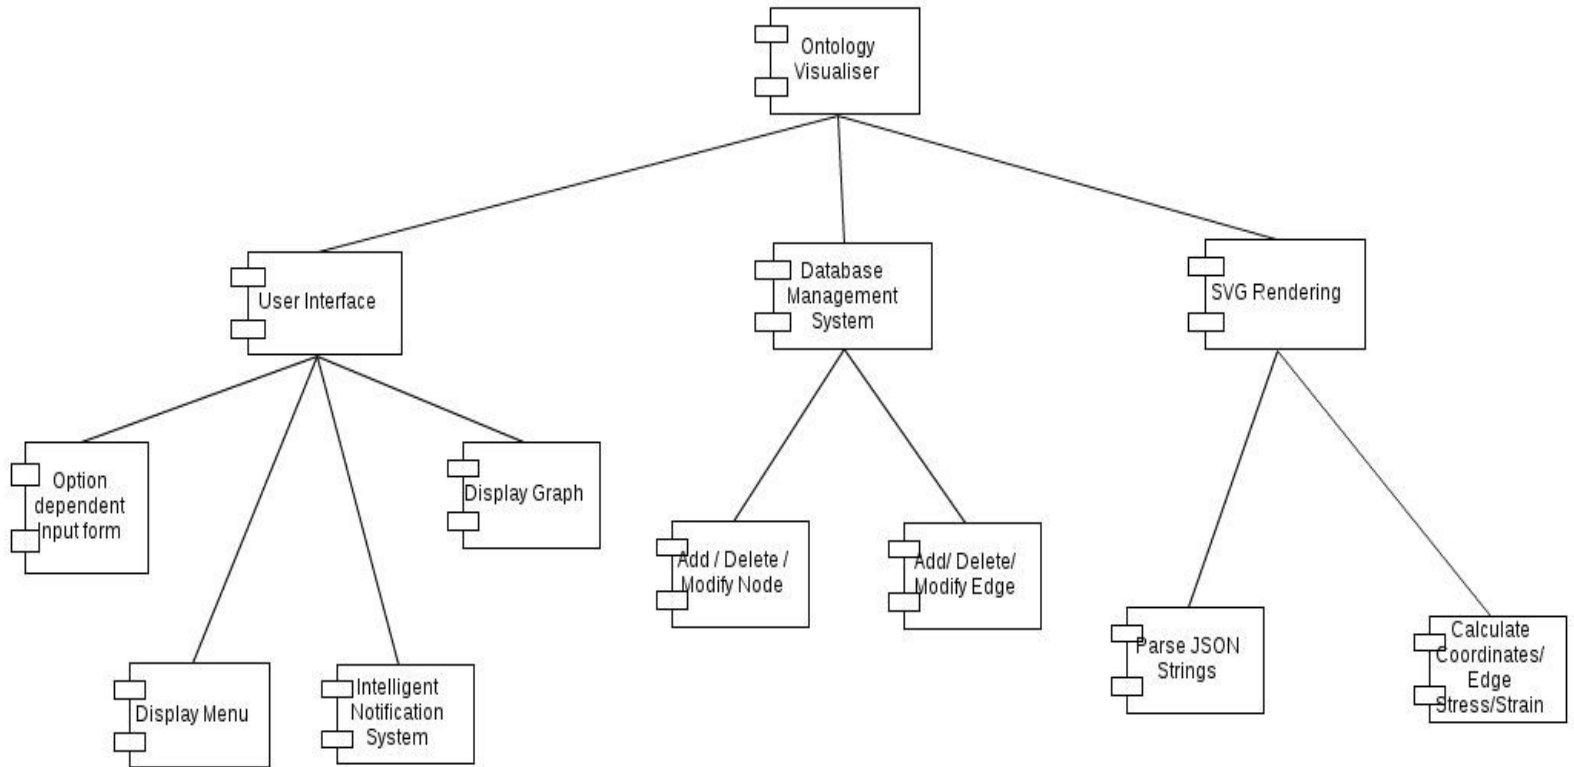 Ontology
Visualiser
User Interface
Database
Management
System
SVG Rendering
Option
dependent
Input form
Display Graph
Add / Delete /
Modify Node
Add/ Delete/
Modify Edge
Parse JSON
Strings
Calculate
Coordinates/
Edge
Stress/Strain
Display Menu
Intelligent
Notification
System